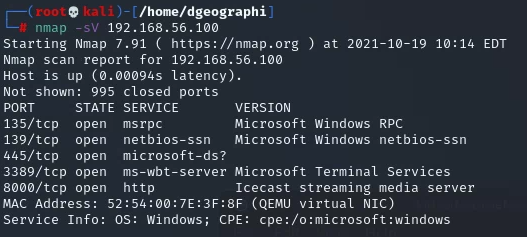 (root💀kali)-[/home/dgeographi]
# nmap -sV 192.168.56.100
Starting Nmap 7.91 ( https://nmap.org ) at 2021-10-19 10:14 EDT
Nmap scan report for 192.168.56.100
Host is up (0.00094s latency).
Not shown: 995 closed ports
PORT     STATE SERVICE       VERSION
135/tcp  open  msrpc         Microsoft Windows RPC
139/tcp  open  netbios-ssn   Microsoft Windows netbios-ssn
445/tcp  open  microsoft-ds?
3389/tcp open  ms-wbt-server Microsoft Terminal Services
8000/tcp open  http          Icecast streaming media server
MAC Address: 52:54:00:7E:3F:8F (QEMU virtual NIC)
Service Info: OS: Windows; CPE: cpe:/o:microsoft:windows